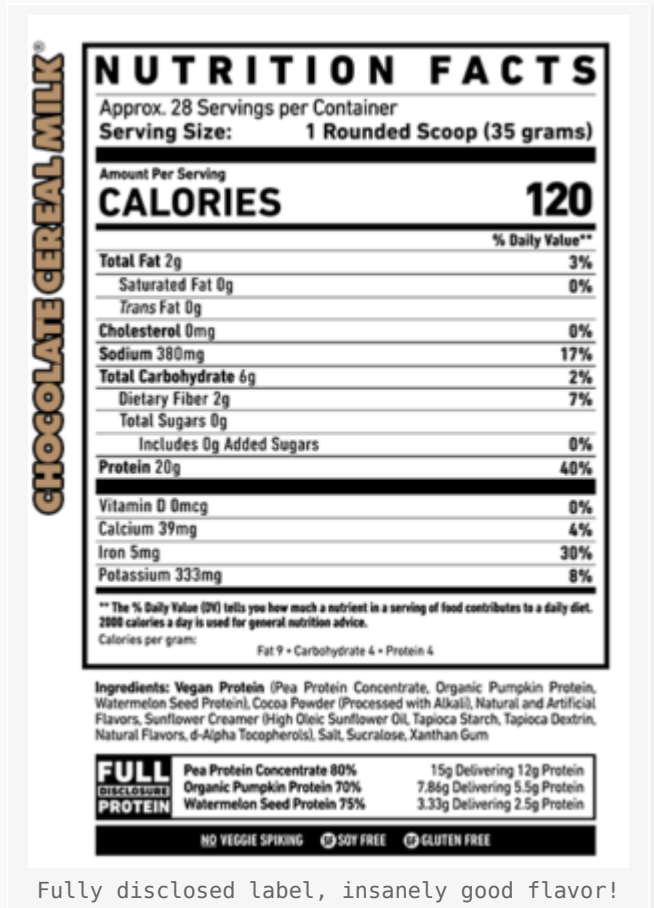 CHOCOLATE CEREAL MILK®
NUTRITION FACTS
Approx. 28 Servings per Container
Serving Size: 1 Rounded Scoop (35 grams)
Amount Per Serving
CALORIES 120
% Daily Value**
Total Fat 2g 3%
Saturated Fat 0g 0%
Trans Fat 0g
Cholesterol 0mg 0%
Sodium 380mg 17%
Total Carbohydrate 6g 2%
Dietary Fiber 2g 7%
Total Sugars 0g
Includes 0g Added Sugars 0%
Protein 20g 40%
Vitamin D 0mcg 0%
Calcium 39mg 4%
Iron 5mg 30%
Potassium 333mg 8%
** The % Daily Value (DV) tells you how much a nutrient in a serving of food contributes to a daily diet.
2000 calories a day is used for general nutrition advice.
Calories per gram:
Fat 9 • Carbohydrate 4 • Protein 4
Ingredients: Vegan Protein (Pea Protein Concentrate, Organic Pumpkin Protein,
Watermelon Seed Protein), Cocoa Powder (Processed with Alkali), Natural and Artificial
Flavors, Sunflower Creamer (High Oleic Sunflower Oil, Tapioca Starch, Tapioca Dextrin,
Natural Flavors, d-Alpha Tocopherols), Salt, Sucralose, Xanthan Gum
FULL
DISCLOSURE
PROTEIN
Pea Protein Concentrate 80% 15g Delivering 12g Protein
Organic Pumpkin Protein 70% 7.86g Delivering 5.5g Protein
Watermelon Seed Protein 75% 3.33g Delivering 2.5g Protein
NO VEGGIE SPIKING SF SOY FREE GF GLUTEN FREE
Fully disclosed label, insanely good flavor!